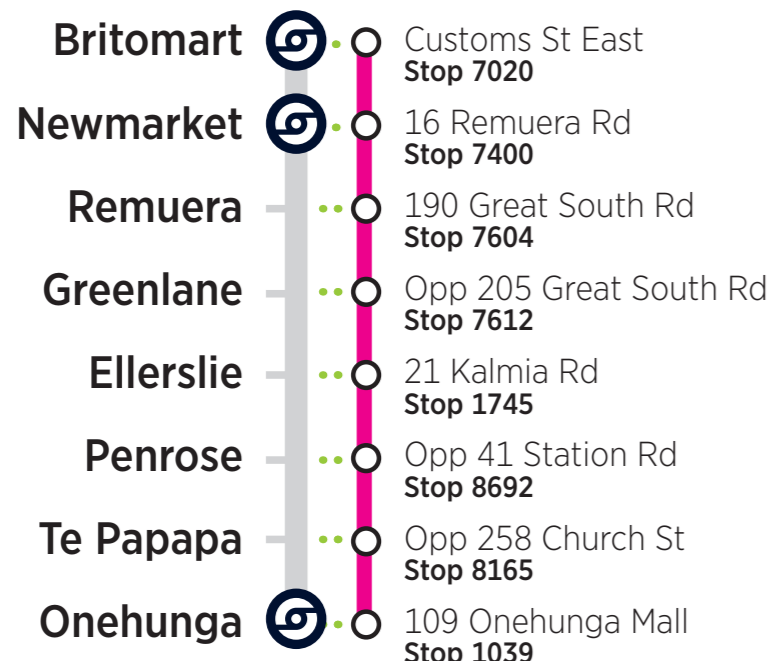 Britomart
Customs St East
Stop 7020
Newmarket
16 Remuera Rd
Stop 7400
Remuera
190 Great South Rd
Stop 7604
Greenlane
Opp 205 Great South Rd
Stop 7612
Ellerslie
21 Kalmia Rd
Stop 1745
Penrose
Opp 41 Station Rd
Stop 8692
Te Papapa
Opp 258 Church St
Stop 8165
Onehunga
109 Onehunga Mall
Stop 1039